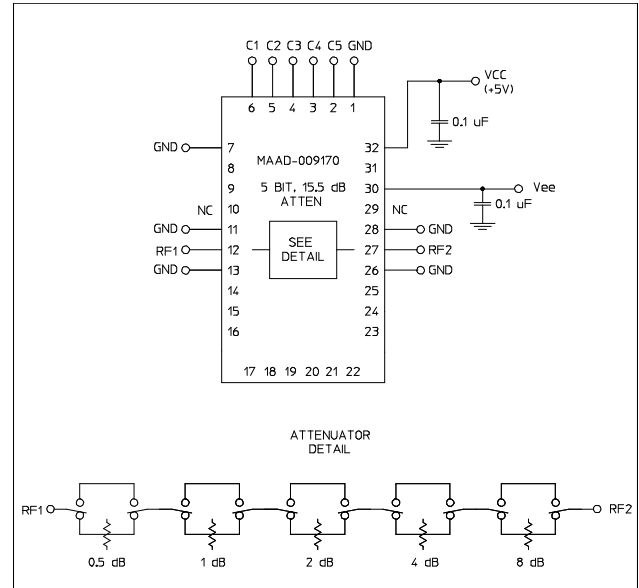 C1 C2 C3 C4 C5 GND
VCC
(+5V)
6 5 4 3 2 1
0.1 uF
GND 7 32
MAAD-009170
8 31
9 5 BIT, 15.5 dB 30 Vee
ATTEN
0.1 uF
NC 10 29 NC
GND 11 28 GND
SEE
RF1 12 27 RF2
DETAIL
GND 13 26 GND
14 25
15 24
16 23
17 18 19 20 21 22
ATTENUATOR
DETAIL
RF1 RF2
0.5 dB 1 dB 2 dB 4 dB 8 dB